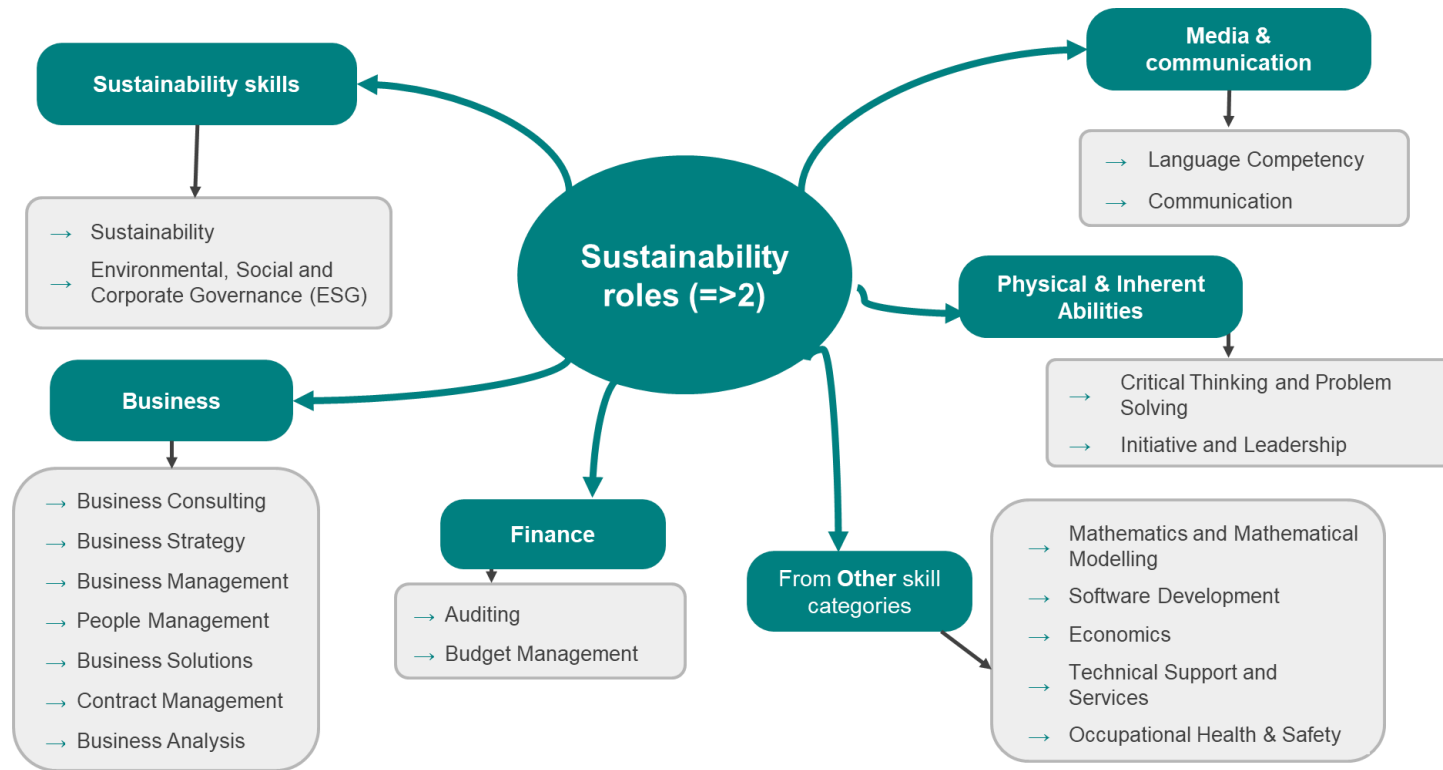 Sustainability
roles (=>2)
Sustainability skills
→ Sustainability
→ Environmental, Social and
Corporate Governance (ESG)
Business
→ Business Consulting
→ Business Strategy
→ Business Management
→ People Management
→ Business Solutions
→ Contract Management
→ Business Analysis
Finance
→ Auditing
→ Budget Management
Media &
communication
→ Language Competency
→ Communication
Physical & Inherent
Abilities
→ Critical Thinking and Problem
Solving
→ Initiative and Leadership
From Other skill
categories
→ Mathematics and Mathematical
Modelling
→ Software Development
→ Economics
→ Technical Support and
Services
→ Occupational Health & Safety